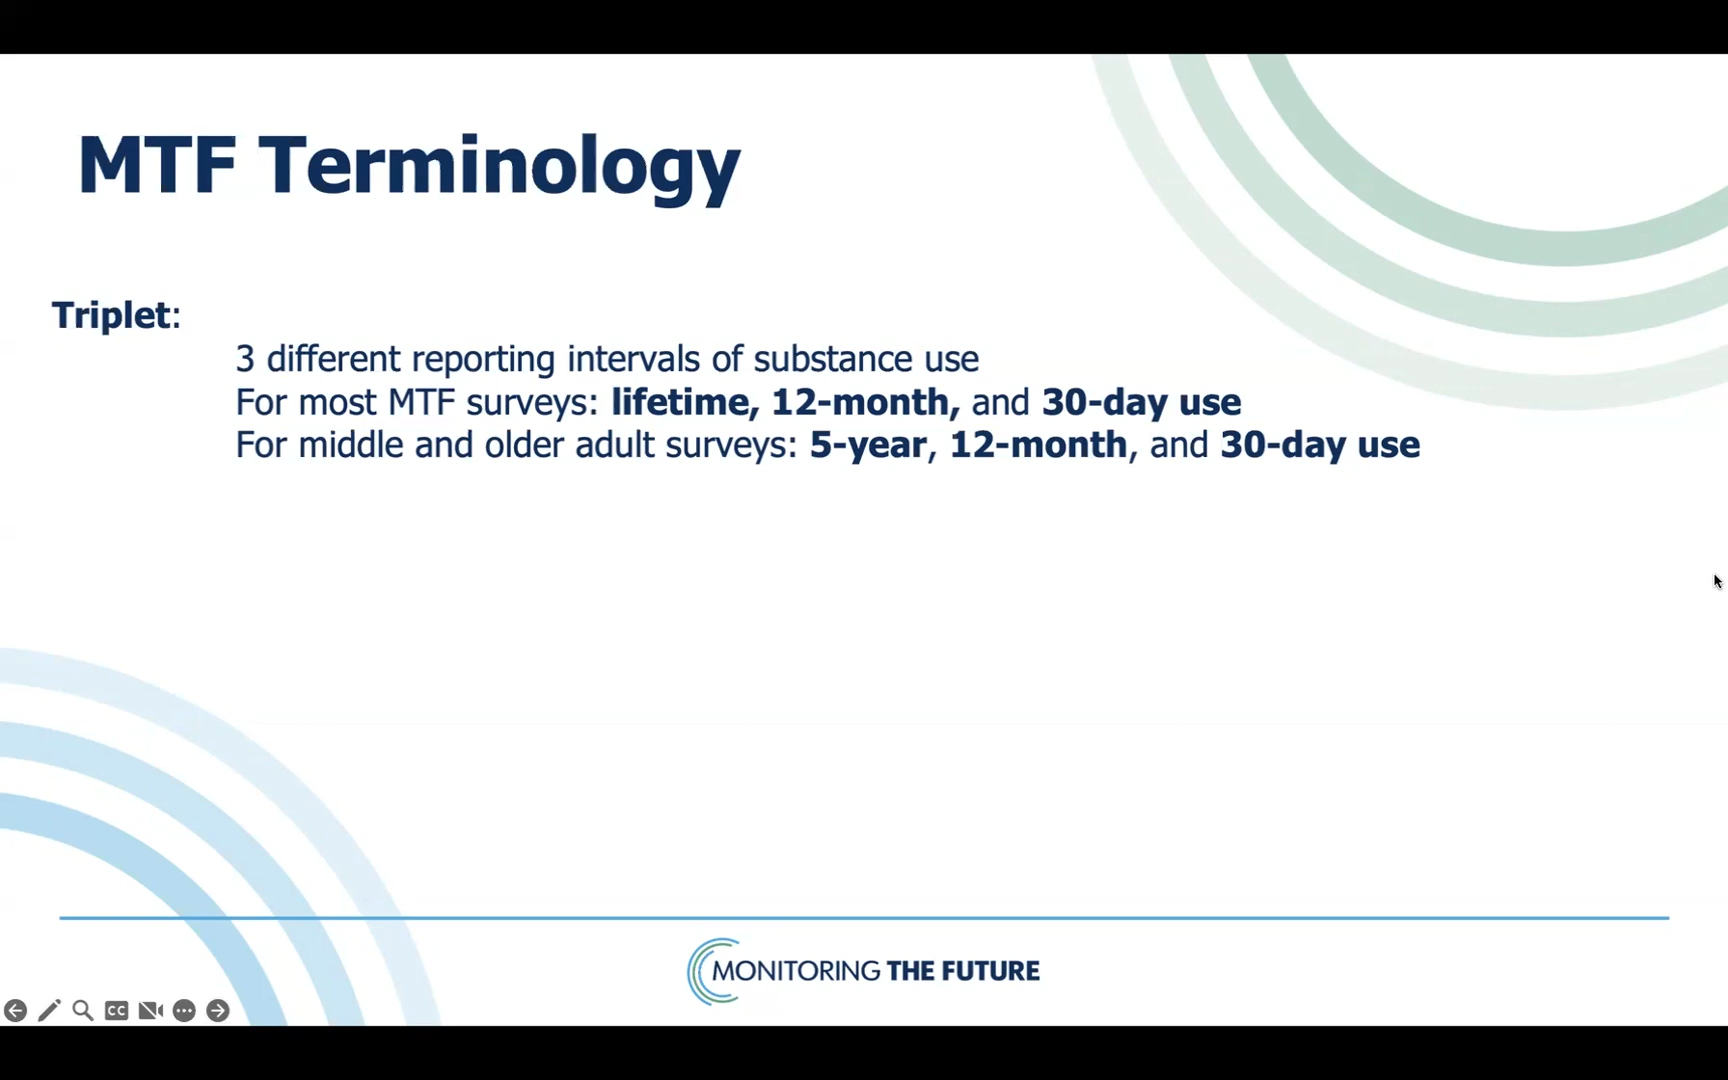 MTF Terminology
Triplet:
3 different reporting intervals of substance use
For most MTF surveys: lifetime, 12-month, and 30-day use
For middle and older adult surveys: 5-year, 12-month, and 30-day use
MONITORING THE FUTURE
CC